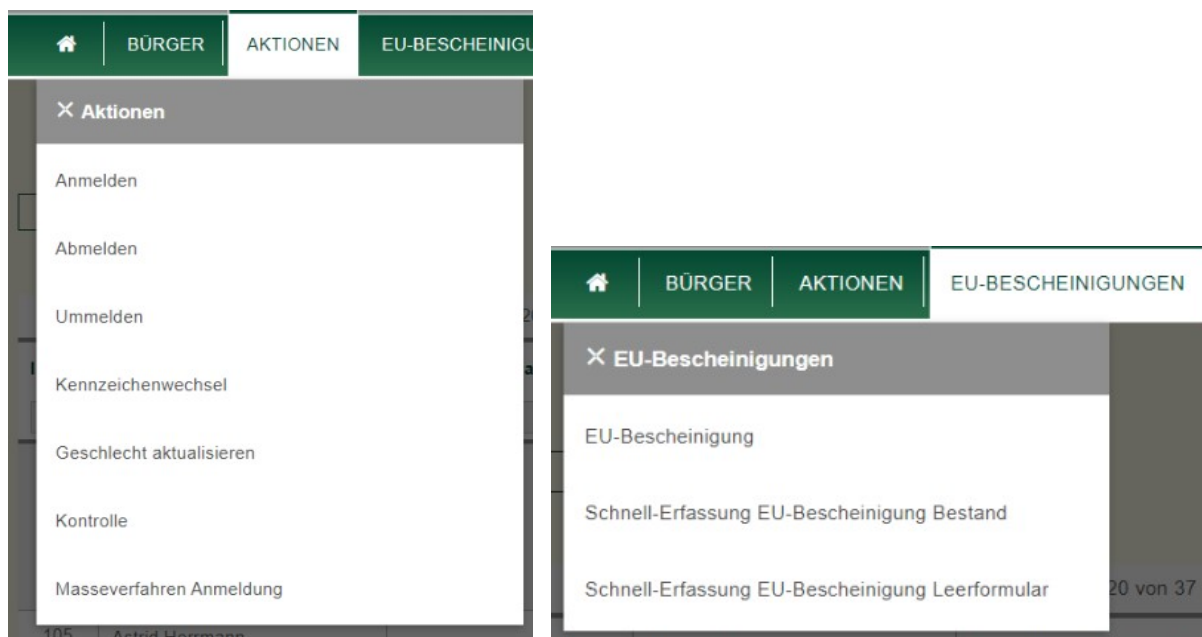 BÜRGER
AKTIONEN
EU-BESCHEINIGU
× Aktionen
Anmelden
Abmelden
Ummelden
Kennzeichenwechsel
Geschlecht aktualisieren
Kontrolle
Masseverfahren Anmeldung
105 Astrid Herrmann
BÜRGER
AKTIONEN
EU-BESCHEINIGUNGEN
× EU-Bescheinigungen
EU-Bescheinigung
Schnell-Erfassung EU-Bescheinigung Bestand
Schnell-Erfassung EU-Bescheinigung Leerformular
20 von 37